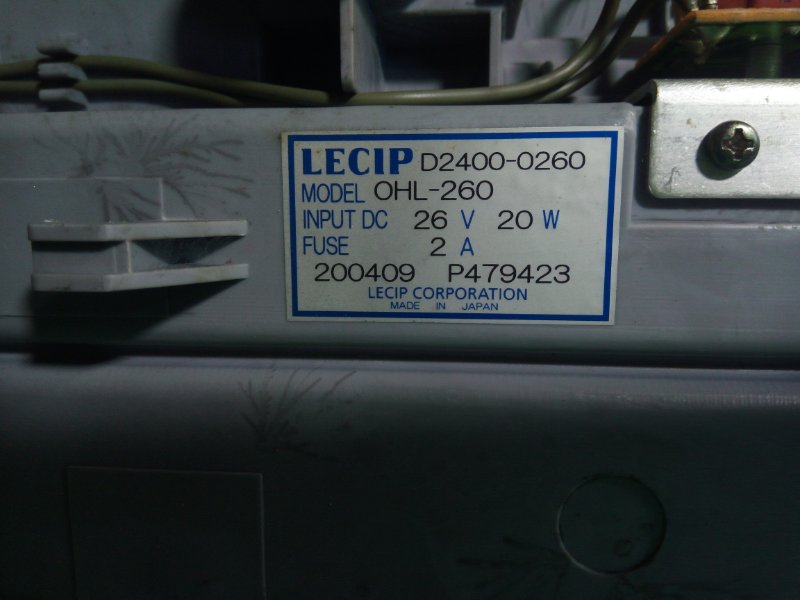 LECIP D2400-0260
MODEL OHL-260
INPUT DC 26 V 20 W
FUSE 2 A
200409 P479423
LECIP CORPORATION
MADE IN JAPAN